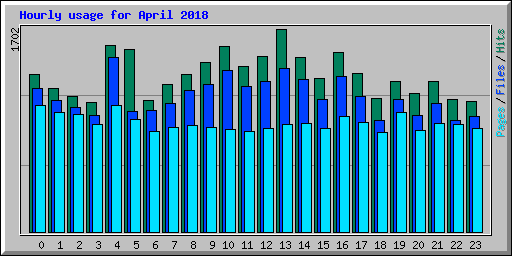 Hourly usage for April 2018
1702
Pages/Files/Hits
0 1 2 3 4 5 6 7 8 9 10 11 12 13 14 15 16 17 18 19 20 21 22 23